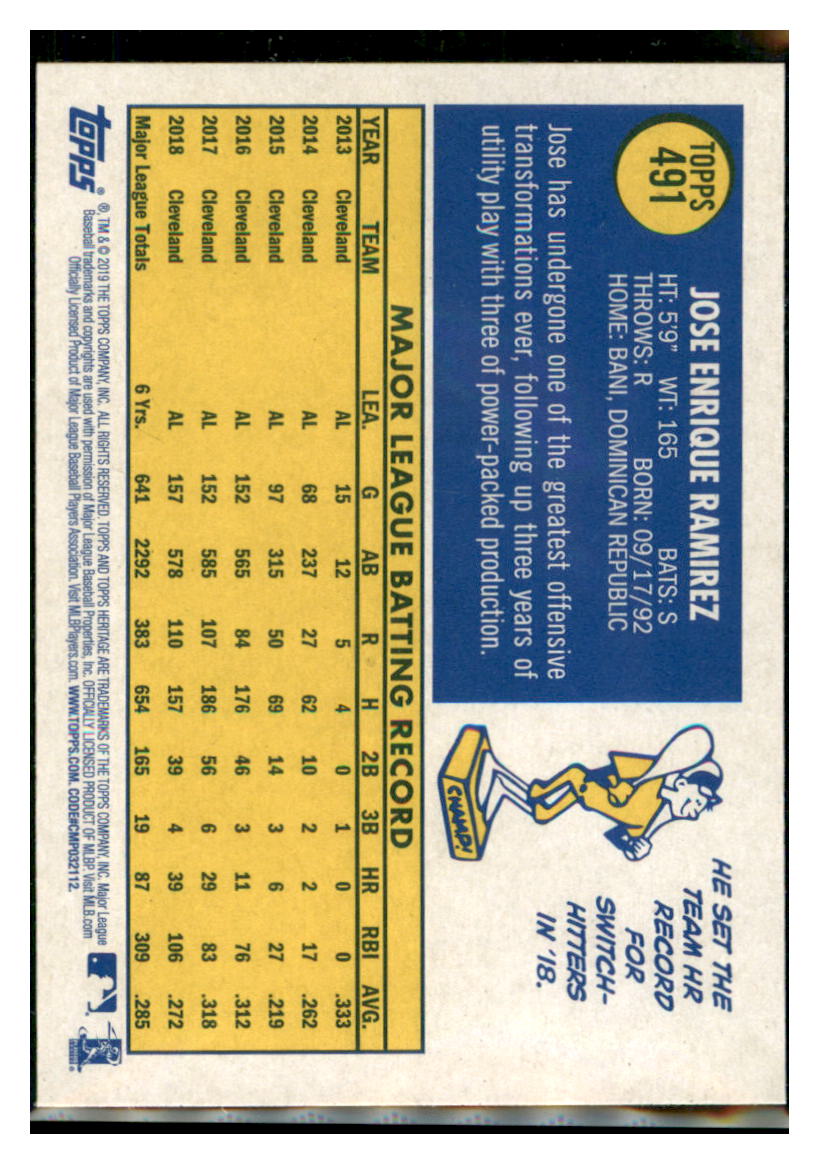 TOPPS
491
JOSE ENRIQUE RAMIREZ
HT: 5'9" WT: 165 BATS: S
THROWS: R BORN: 09/17/92
HOME: BANI, DOMINICAN REPUBLIC
Jose has undergone one of the greatest offensive
transformations ever, following up three years of
utility play with three of power-packed production.
CHAMP!
HE SET THE
TEAM HR
RECORD
FOR
SWITCH-
HITTERS
IN '18.
MAJOR LEAGUE BATTING RECORD
YEAR TEAM LEA. G AB R H 2B 3B HR RBI AVG.
2013 Cleveland AL 15 12 5 4 0 1 0 0 .333
2014 Cleveland AL 68 237 27 62 10 2 2 17 .262
2015 Cleveland AL 97 315 50 69 14 3 6 27 .219
2016 Cleveland AL 152 565 84 176 46 3 11 76 .312
2017 Cleveland AL 152 585 107 186 56 6 29 83 .318
2018 Cleveland AL 157 578 110 157 39 4 39 106 .272
Major League Totals 6 Yrs. 641 2292 383 654 165 19 87 309 .285
topps®
®, TM & © 2019 THE TOPPS COMPANY, INC. ALL RIGHTS RESERVED. TOPPS AND TOPPS HERITAGE ARE TRADEMARKS OF THE TOPPS COMPANY, INC. Major League
Baseball trademarks and copyrights are used with permission of Major League Baseball Properties, Inc. OFFICIALLY LICENSED PRODUCT OF MLBP. Visit MLB.com
Officially Licensed Product of Major League Baseball Players Association. Visit MLBPlayers.com. WWW.TOPPS.COM. CODE#CMP032112.